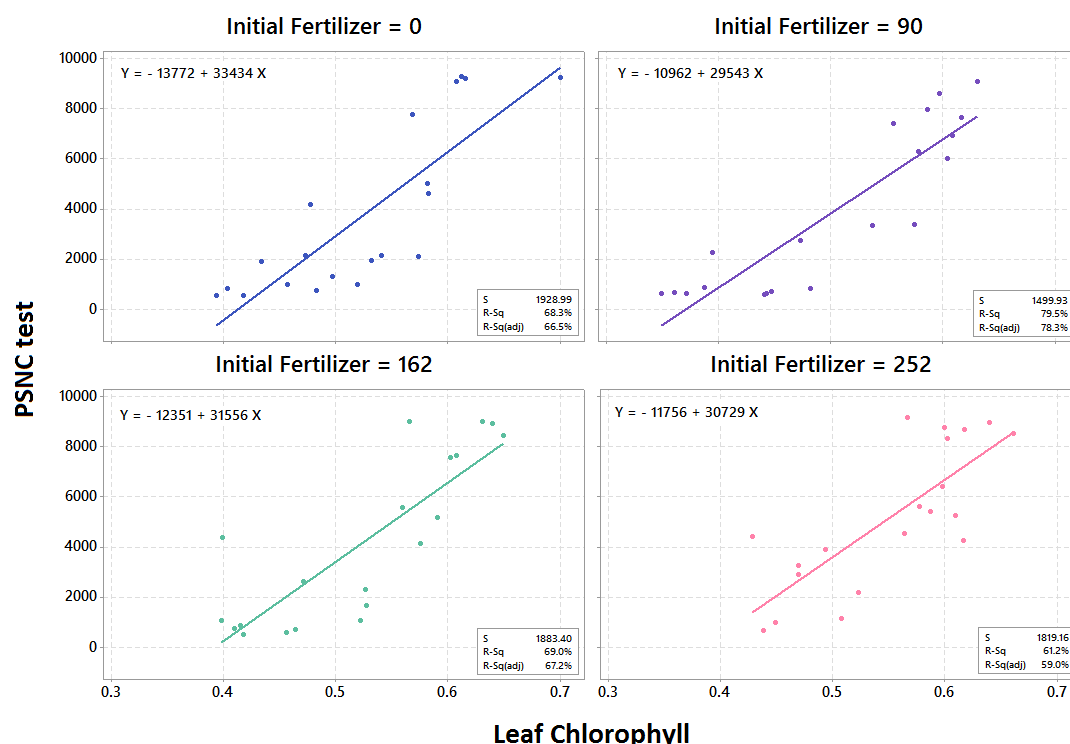 Initial Fertilizer = 0
Initial Fertilizer = 90
Y = - 13772 + 33434 X
Y = - 10962 + 29543 X
10000
8000
6000
4000
2000
0
S 1928.99
R-Sq 68.3%
R-Sq(adj) 66.5%
S 1499.93
R-Sq 79.5%
R-Sq(adj) 78.3%
PSNC test
Initial Fertilizer = 162
Initial Fertilizer = 252
Y = - 12351 + 31556 X
Y = - 11756 + 30729 X
10000
8000
6000
4000
2000
0
S 1883.40
R-Sq 69.0%
R-Sq(adj) 67.2%
S 1819.16
R-Sq 61.2%
R-Sq(adj) 59.0%
0.3 0.4 0.5 0.6 0.7
0.3 0.4 0.5 0.6 0.7
Leaf Chlorophyll